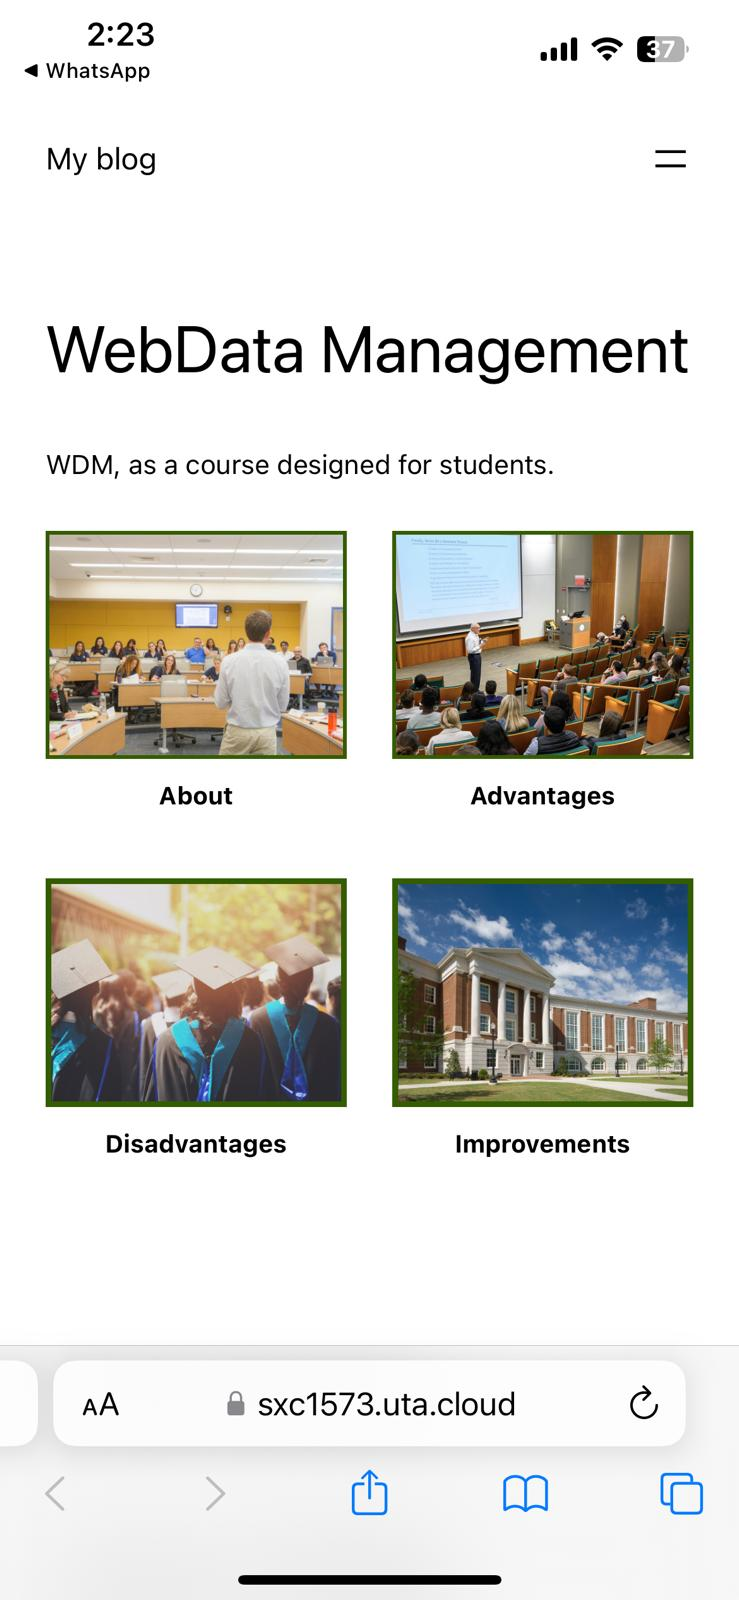 2:23
37
◀ WhatsApp
My blog
WebData Management
WDM, as a course designed for students.
About
Advantages
Disadvantages
Improvements
AA
sxc1573.uta.cloud